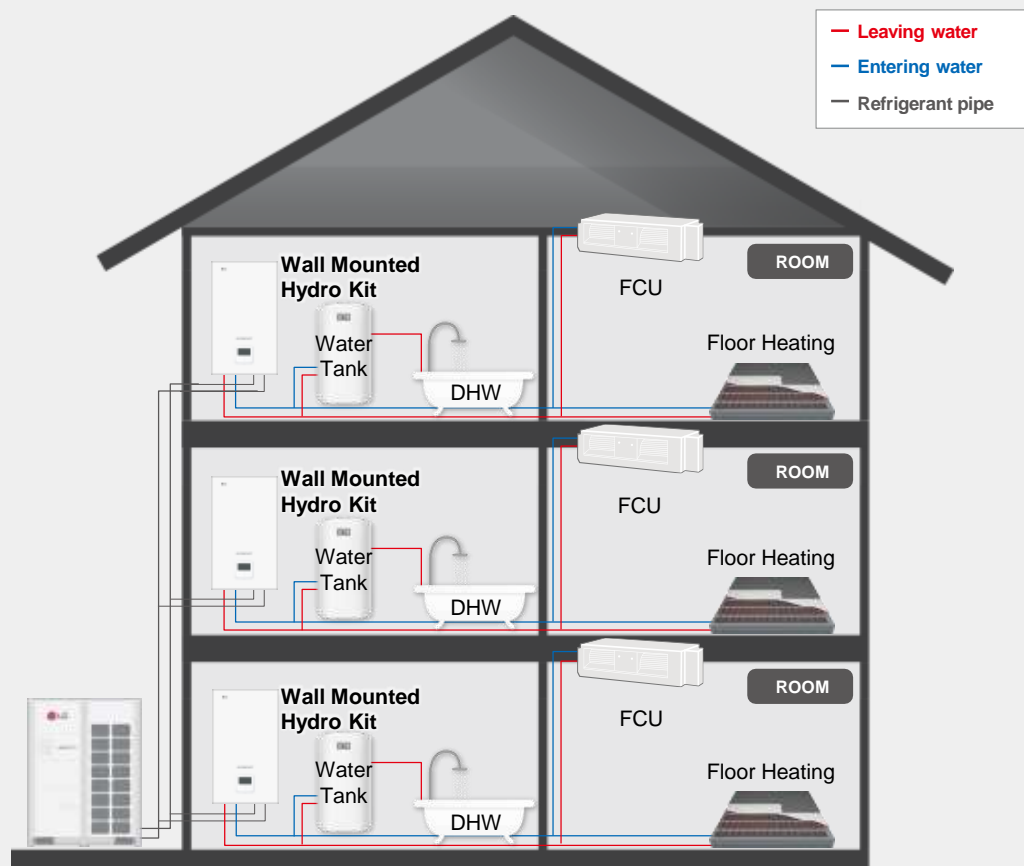 Leaving water
Entering water
Refrigerant pipe
Wall Mounted
Hydro Kit
Water
Tank
DHW
FCU
ROOM
Floor Heating
Wall Mounted
Hydro Kit
Water
Tank
DHW
FCU
ROOM
Floor Heating
LG
Wall Mounted
Hydro Kit
Water
Tank
DHW
FCU
ROOM
Floor Heating